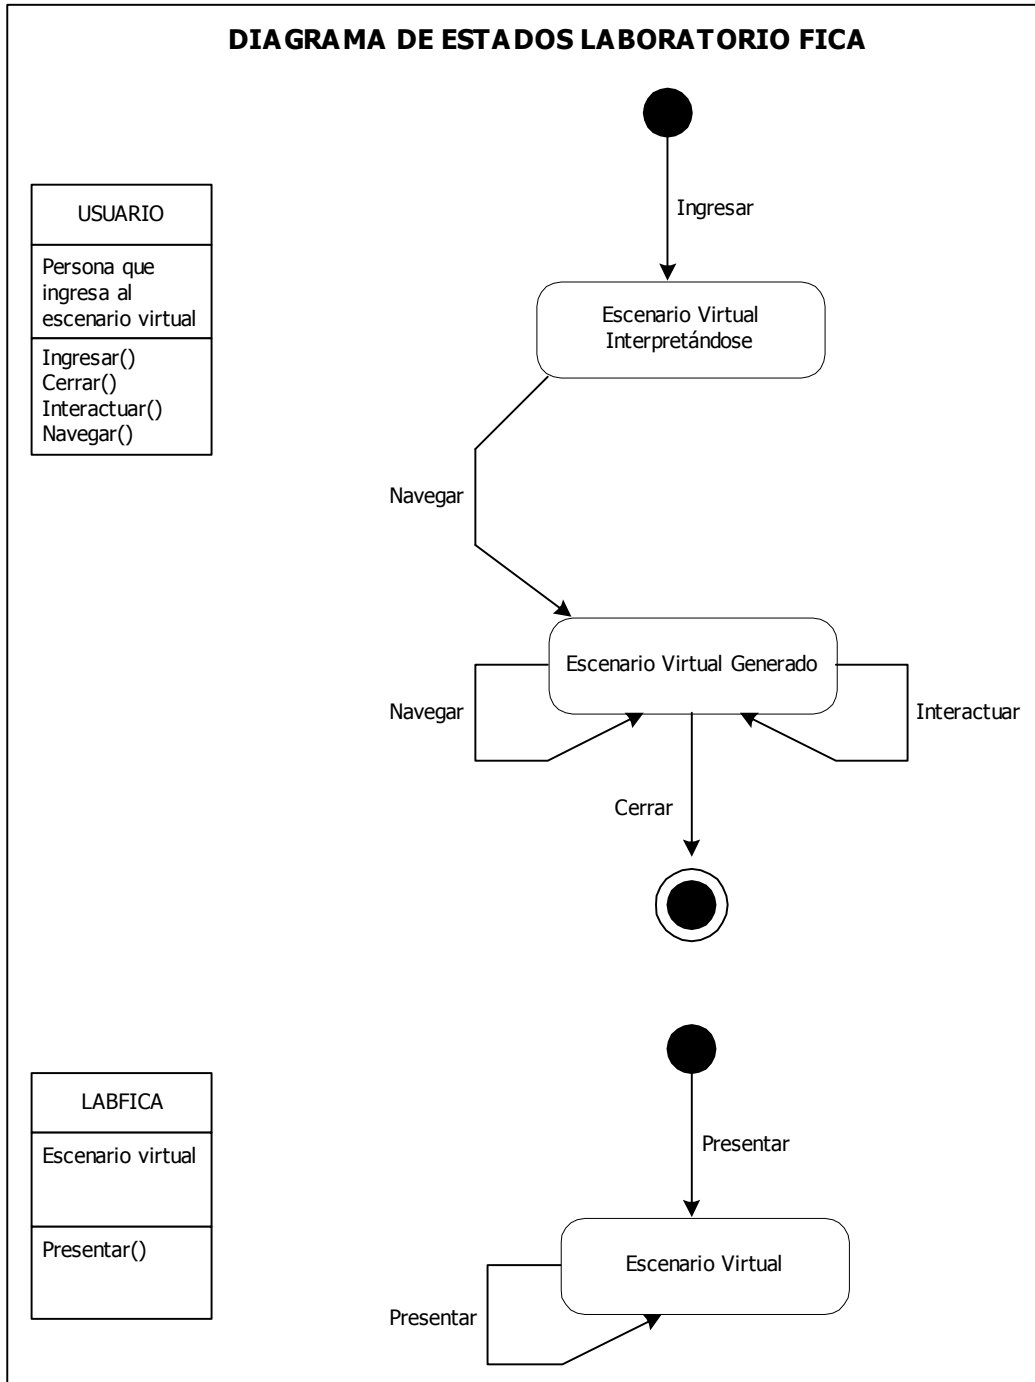 DIAGRAMA DE ESTADOS LABORATORIO FICA
Ingresar
USUARIO
Persona que
ingresa al
escenario virtual
Ingresar()
Cerrar()
Interactuar()
Navegar()
Escenario Virtual
Interpretándose
Navegar
Escenario Virtual Generado
Navegar
Interactuar
Cerrar
LABFICA
Escenario virtual
Presentar()
Presentar
Escenario Virtual
Presentar